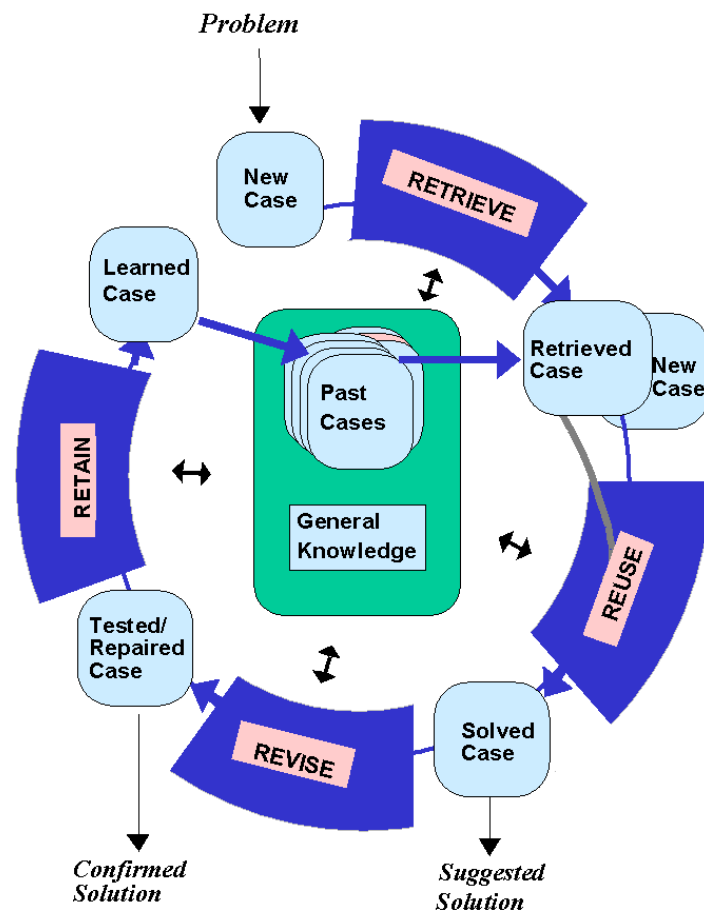 Problem
New
Case
RETRIEVE
Learned
Case
Retrieved
Case
New
Case
Past
Cases
RETAIN
General
Knowledge
REUSE
Tested/
Repaired
Case
REVISE
Solved
Case
Confirmed
Solution
Suggested
Solution